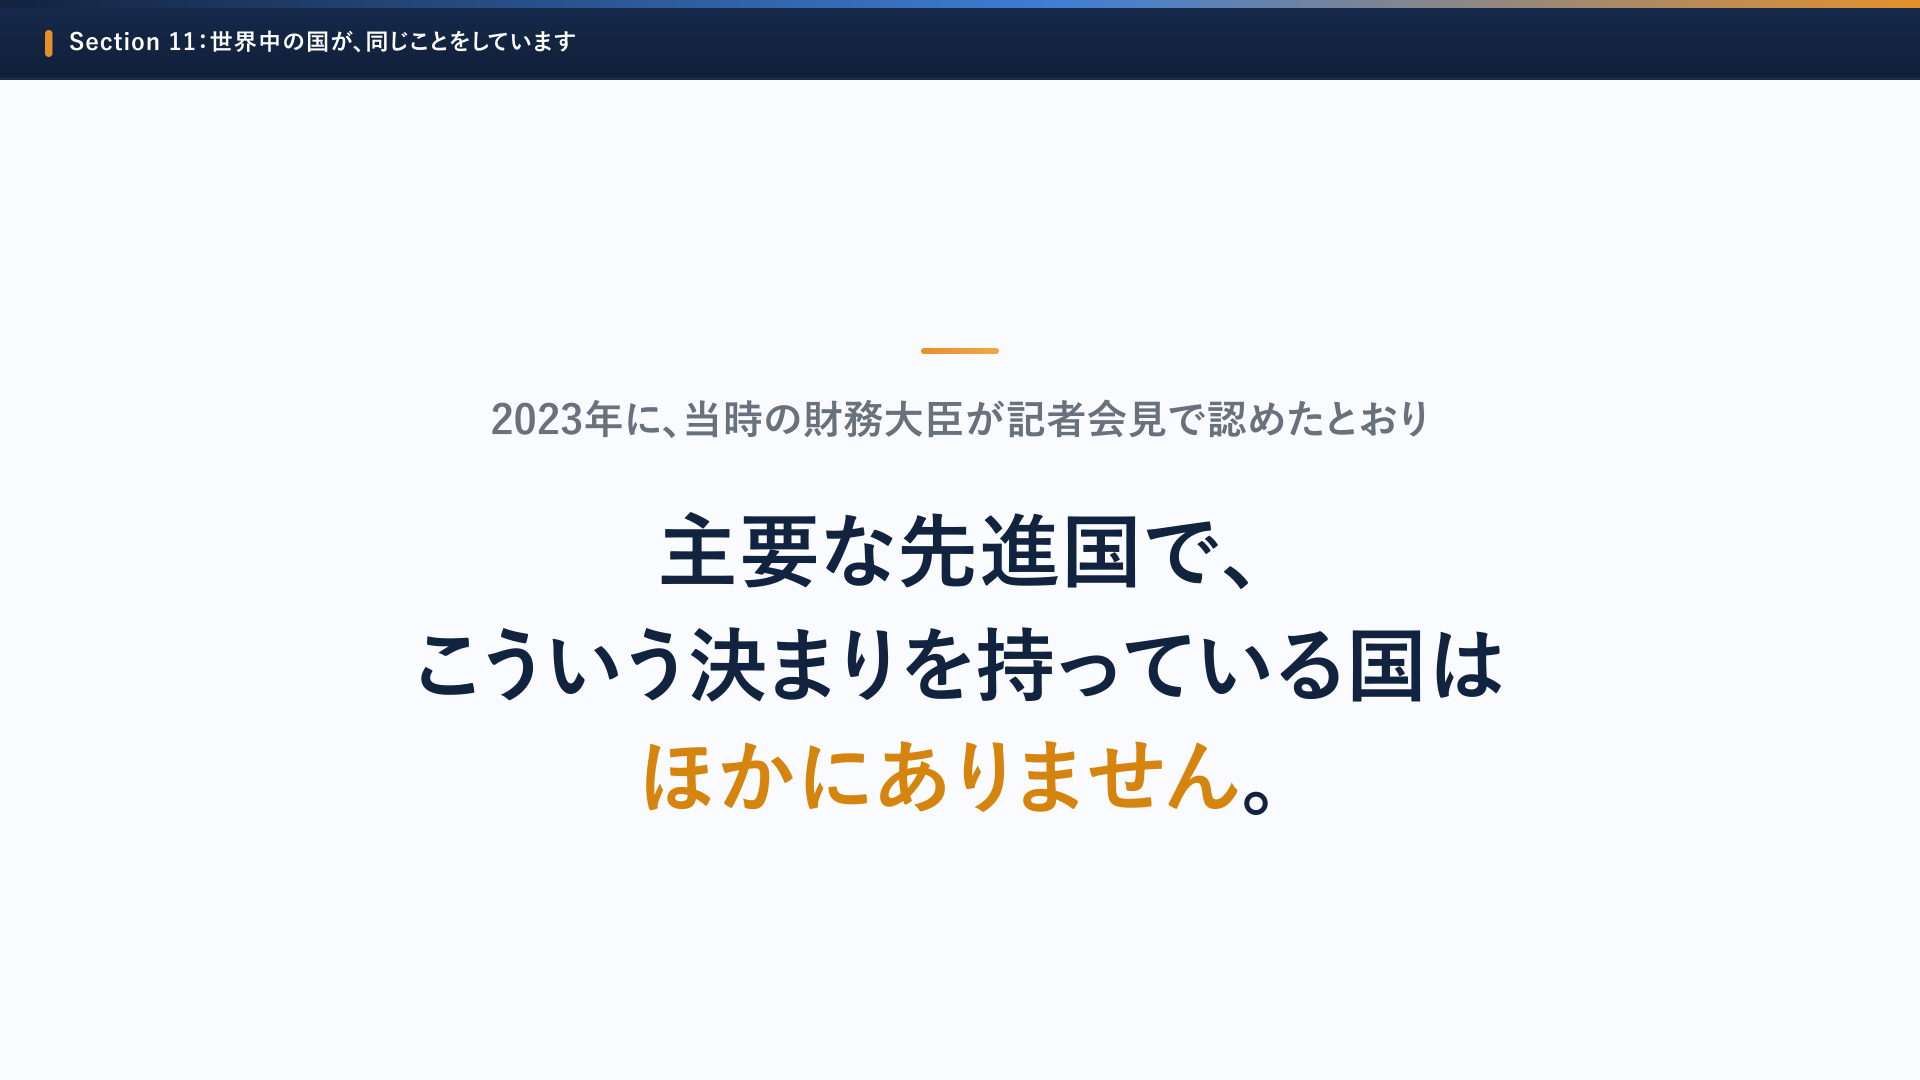 Section 11：世界中の国が、同じことをしています
2023年に、当時の財務大臣が記者会見で認めたとおり
主要な先進国で、
こういう決まりを持っている国は
ほかにありません。